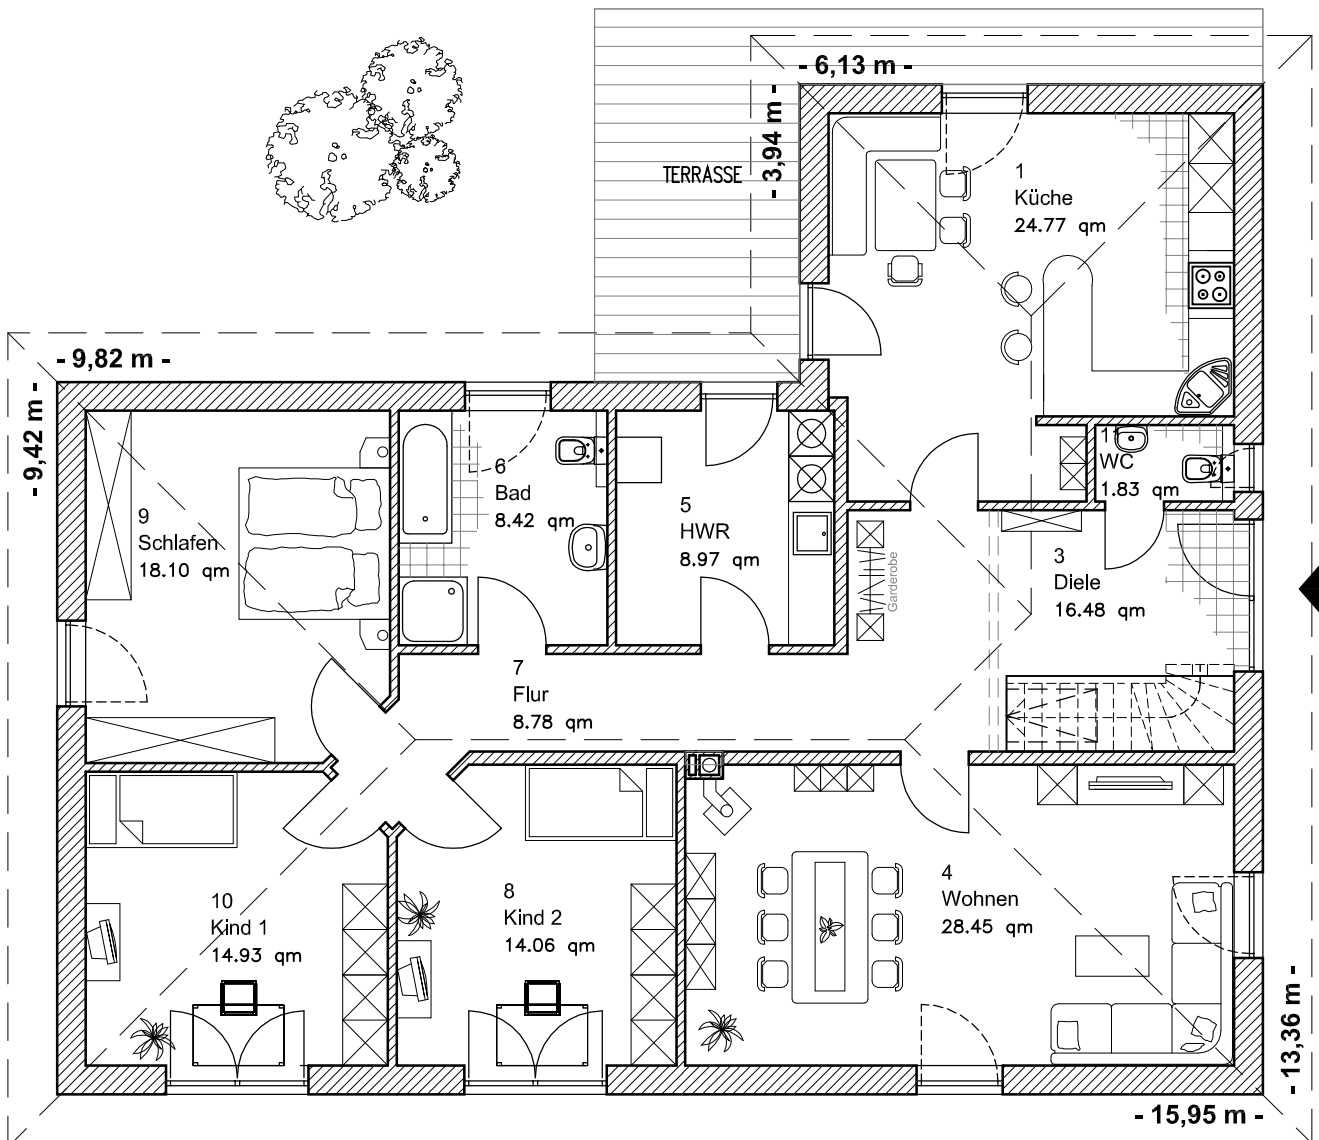 - 6,13 m -
- 3,94 m -
TERRASSE
1
Küche
24.77 qm
- 9,82 m -
- 9,42 m -
11
WC
1.83 qm
6
Bad
8.42 qm
5
HWR
8.97 qm
9
Schlafen
18.10 qm
Garderobe
3
Diele
16.48 qm
7
Flur
8.78 qm
10
Kind 1
14.93 qm
8
Kind 2
14.06 qm
4
Wohnen
28.45 qm
- 13,36 m -
- 15,95 m -